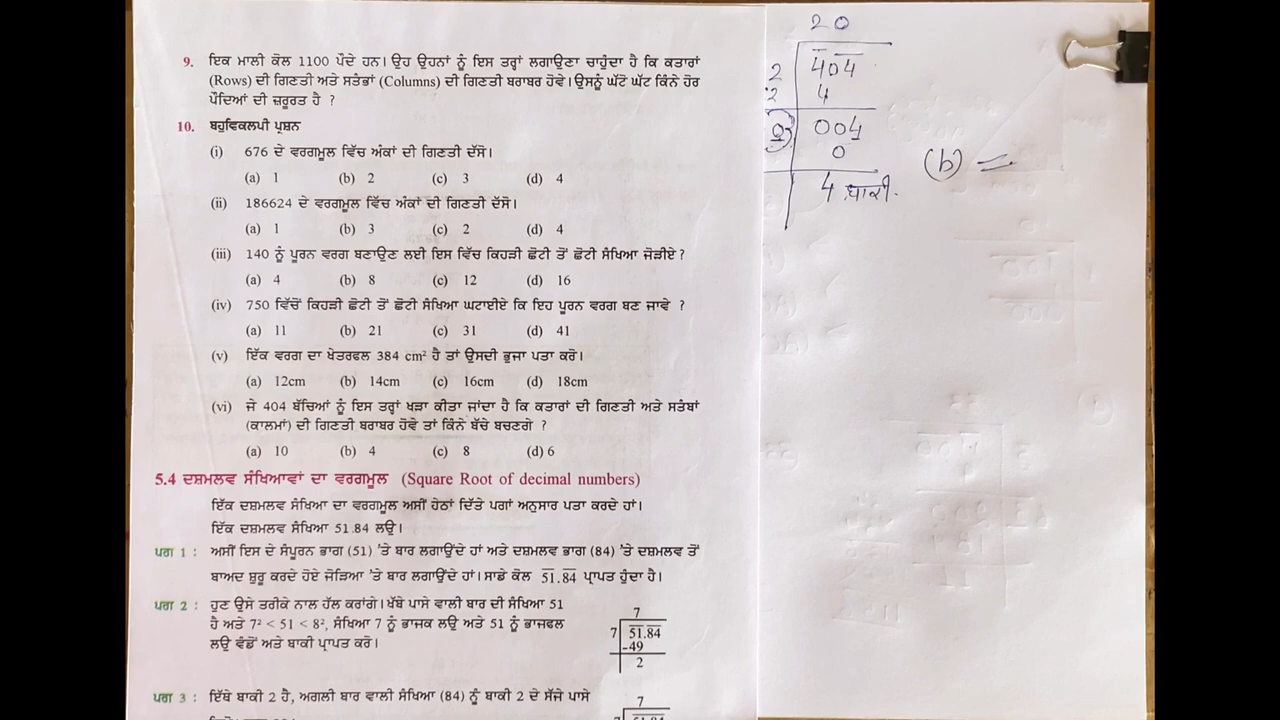 9. ਇਕ ਮਾਲੀ ਕੋਲ 1100 ਪੌਦੇ ਹਨ। ਉਹ ਉਹਨਾਂ ਨੂੰ ਇਸ ਤਰ੍ਹਾਂ ਲਗਾਉਣਾ ਚਾਹੁੰਦਾ ਹੈ ਕਿ ਕਤਾਰਾਂ
(Rows) ਦੀ ਗਿਣਤੀ ਅਤੇ ਸਤੰਭਾਂ (Columns) ਦੀ ਗਿਣਤੀ ਬਰਾਬਰ ਹੋਵੇ। ਉਸਨੂੰ ਘੱਟੋ ਘੱਟ ਕਿੰਨੇ ਹੋਰ
ਪੌਦਿਆਂ ਦੀ ਜ਼ਰੂਰਤ ਹੈ ?
10. ਬਹੁਵਿਕਲਪੀ ਪ੍ਰਸ਼ਨ
(i) 676 ਦੇ ਵਰਗਮੂਲ ਵਿੱਚ ਅੰਕਾਂ ਦੀ ਗਿਣਤੀ ਦੱਸੋ।
(a) 1 (b) 2 (c) 3 (d) 4
(ii) 186624 ਦੇ ਵਰਗਮੂਲ ਵਿੱਚ ਅੰਕਾਂ ਦੀ ਗਿਣਤੀ ਦੱਸੋ।
(a) 1 (b) 3 (c) 2 (d) 4
(iii) 140 ਨੂੰ ਪੂਰਨ ਵਰਗ ਬਣਾਉਣ ਲਈ ਇਸ ਵਿੱਚ ਕਿਹੜੀ ਛੋਟੀ ਤੋਂ ਛੋਟੀ ਸੰਖਿਆ ਜੋੜੀਏ ?
(a) 4 (b) 8 (c) 12 (d) 16
(iv) 750 ਵਿੱਚੋਂ ਕਿਹੜੀ ਛੋਟੀ ਤੋਂ ਛੋਟੀ ਸੰਖਿਆ ਘਟਾਈਏ ਕਿ ਇਹ ਪੂਰਨ ਵਰਗ ਬਣ ਜਾਵੇ ?
(a) 11 (b) 21 (c) 31 (d) 41
(v) ਇੱਕ ਵਰਗ ਦਾ ਖੇਤਰਫਲ 384 cm² ਹੈ ਤਾਂ ਉਸਦੀ ਭੁਜਾ ਪਤਾ ਕਰੋ।
(a) 12cm (b) 14cm (c) 16cm (d) 18cm
(vi) ਜੇ 404 ਬੱਚਿਆਂ ਨੂੰ ਇਸ ਤਰ੍ਹਾਂ ਖੜਾ ਕੀਤਾ ਜਾਂਦਾ ਹੈ ਕਿ ਕਤਾਰਾਂ ਦੀ ਗਿਣਤੀ ਅਤੇ ਸਤੰਬਾਂ
(ਕਾਲਮਾਂ) ਦੀ ਗਿਣਤੀ ਬਰਾਬਰ ਹੋਵੇ ਤਾਂ ਕਿੰਨੇ ਬੱਚੇ ਬਚਣਗੇ ?
(a) 10 (b) 4 (c) 8 (d) 6
5.4 ਦਸ਼ਮਲਵ ਸੰਖਿਆਵਾਂ ਦਾ ਵਰਗਮੂਲ (Square Root of decimal numbers)
ਇੱਕ ਦਸ਼ਮਲਵ ਸੰਖਿਆ ਦਾ ਵਰਗਮੂਲ ਅਸੀਂ ਹੇਠਾਂ ਦਿੱਤੇ ਪਗਾਂ ਅਨੁਸਾਰ ਪਤਾ ਕਰਦੇ ਹਾਂ।
ਇੱਕ ਦਸ਼ਮਲਵ ਸੰਖਿਆ 51.84 ਲਉ।
ਪਗ 1 : ਅਸੀਂ ਇਸ ਦੇ ਸੰਪੂਰਨ ਭਾਗ (51) 'ਤੇ ਬਾਰ ਲਗਾਉਂਦੇ ਹਾਂ ਅਤੇ ਦਸ਼ਮਲਵ ਭਾਗ (84) 'ਤੇ ਦਸ਼ਮਲਵ ਤੋਂ
ਬਾਅਦ ਸ਼ੁਰੂ ਕਰਦੇ ਹੋਏ ਜੋੜਿਆ 'ਤੇ ਬਾਰ ਲਗਾਉਂਦੇ ਹਾਂ। ਸਾਡੇ ਕੋਲ 51.84 ਪ੍ਰਾਪਤ ਹੁੰਦਾ ਹੈ।
ਪਗ 2 : ਹੁਣ ਉਸੇ ਤਰੀਕੇ ਨਾਲ ਹੱਲ ਕਰਾਂਗੇ। ਖੱਬੇ ਪਾਸੇ ਵਾਲੀ ਬਾਰ ਦੀ ਸੰਖਿਆ 51
ਹੈ ਅਤੇ 7² < 51 < 8², ਸੰਖਿਆ 7 ਨੂੰ ਭਾਜਕ ਲਉ ਅਤੇ 51 ਨੂੰ ਭਾਜਫਲ
ਲਉ ਵੰਡੋਂ ਅਤੇ ਬਾਕੀ ਪ੍ਰਾਪਤ ਕਰੋ।
7
7 51.84
-49
2
ਪਗ 3 : ਇੱਥੇ ਬਾਕੀ 2 ਹੈ, ਅਗਲੀ ਬਾਰ ਵਾਲੀ ਸੰਖਿਆ (84) ਨੂੰ ਬਾਕੀ 2 ਦੇ ਸੱਜੇ ਪਾਸੇ
7
20
2 404
2 4
004
0
4 ਬਾਕੀ.
(b) =